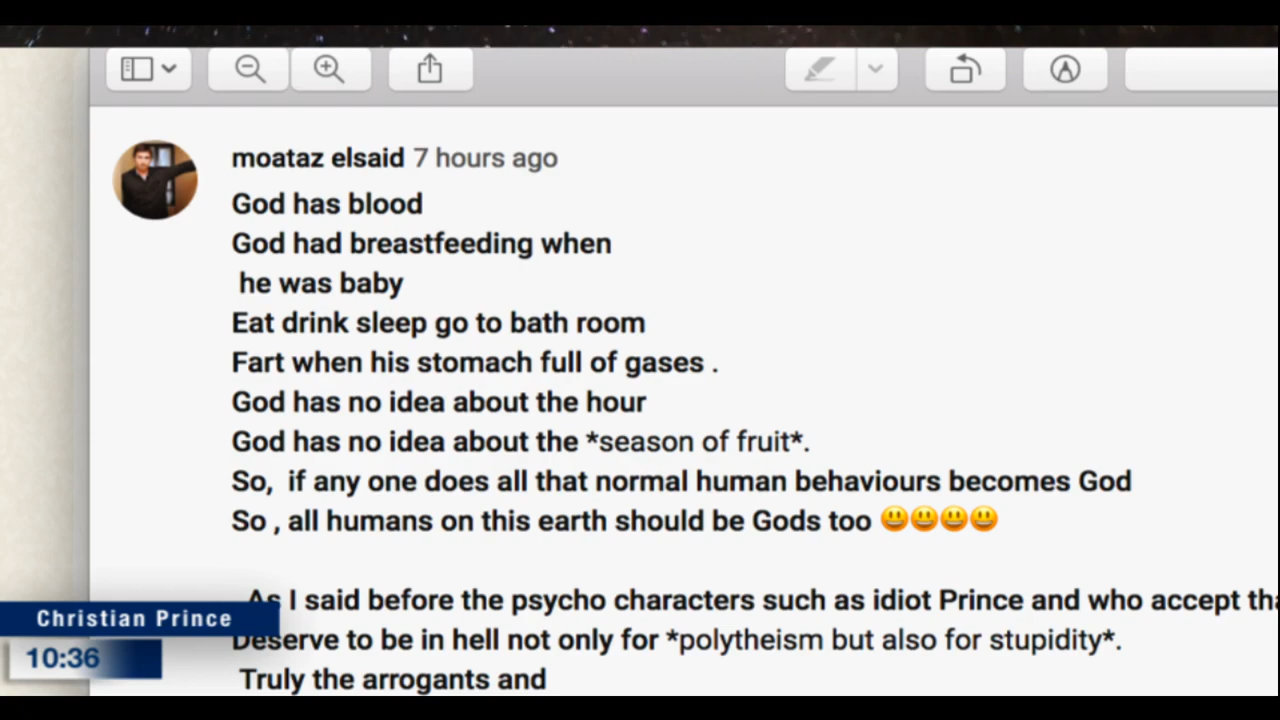 moataz elsaid 7 hours ago
God has blood
God had breastfeeding when
he was baby
Eat drink sleep go to bath room
Fart when his stomach full of gases .
God has no idea about the hour
God has no idea about the *season of fruit*.
So, if any one does all that normal human behaviours becomes God
So , all humans on this earth should be Gods too 😃😃😃😃
As I said before the psycho characters such as idiot Prince and who accept
Deserve to be in hell not only for *polytheism but also for stupidity*.
Truly the arrogants and
Christian Prince
10:36